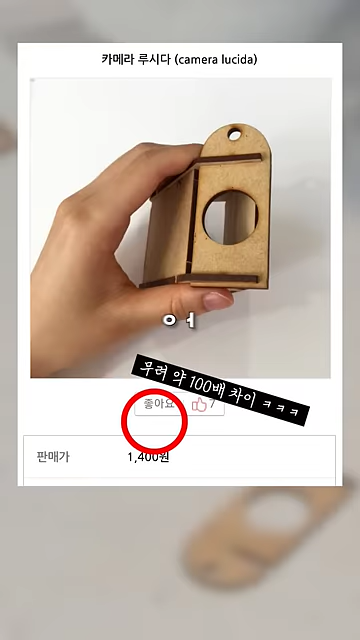 카메라 루시다 (camera lucida)
어
무려 약 100배 차이 ㅋㅋㅋ
좋아요 7
판매가 1,400원